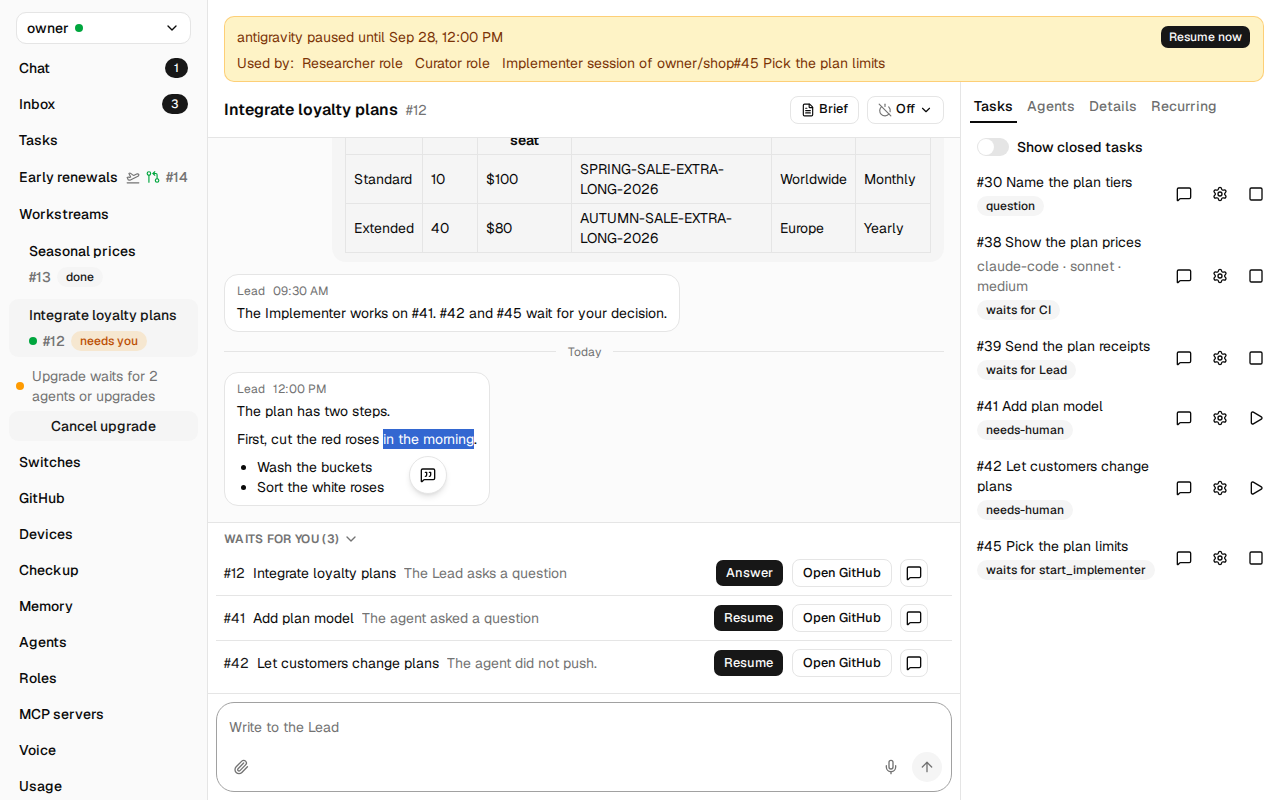 owner
Chat 1
Inbox 3
Tasks
Early renewals #14
Workstreams
Seasonal prices
#13 done
Integrate loyalty plans
#12 needs you
Upgrade waits for 2
agents or upgrades
Cancel upgrade
Switches
GitHub
Devices
Checkup
Memory
Agents
Roles
MCP servers
Voice
Usage
antigravity paused until Sep 28, 12:00 PM
Resume now
Used by: Researcher role Curator role Implementer session of owner/shop#45 Pick the plan limits
Integrate loyalty plans #12
Brief
Off
seat
Standard 10 $100 SPRING-SALE-EXTRA-
LONG-2026 Worldwide Monthly
Extended 40 $80 AUTUMN-SALE-EXTRA-
LONG-2026 Europe Yearly
Lead 09:30 AM
The Implementer works on #41. #42 and #45 wait for your decision.
Today
Lead 12:00 PM
The plan has two steps.
First, cut the red roses in the morning.
• Wash the buckets
• Sort the white roses
WAITS FOR YOU (3)
#12 Integrate loyalty plans The Lead asks a question Answer Open GitHub
#41 Add plan model The agent asked a question Resume Open GitHub
#42 Let customers change plans The agent did not push. Resume Open GitHub
Write to the Lead
Tasks Agents Details Recurring
Show closed tasks
#30 Name the plan tiers
question
#38 Show the plan prices
claude-code · sonnet ·
medium
waits for CI
#39 Send the plan receipts
waits for Lead
#41 Add plan model
needs-human
#42 Let customers change
plans
needs-human
#45 Pick the plan limits
waits for start_implementer